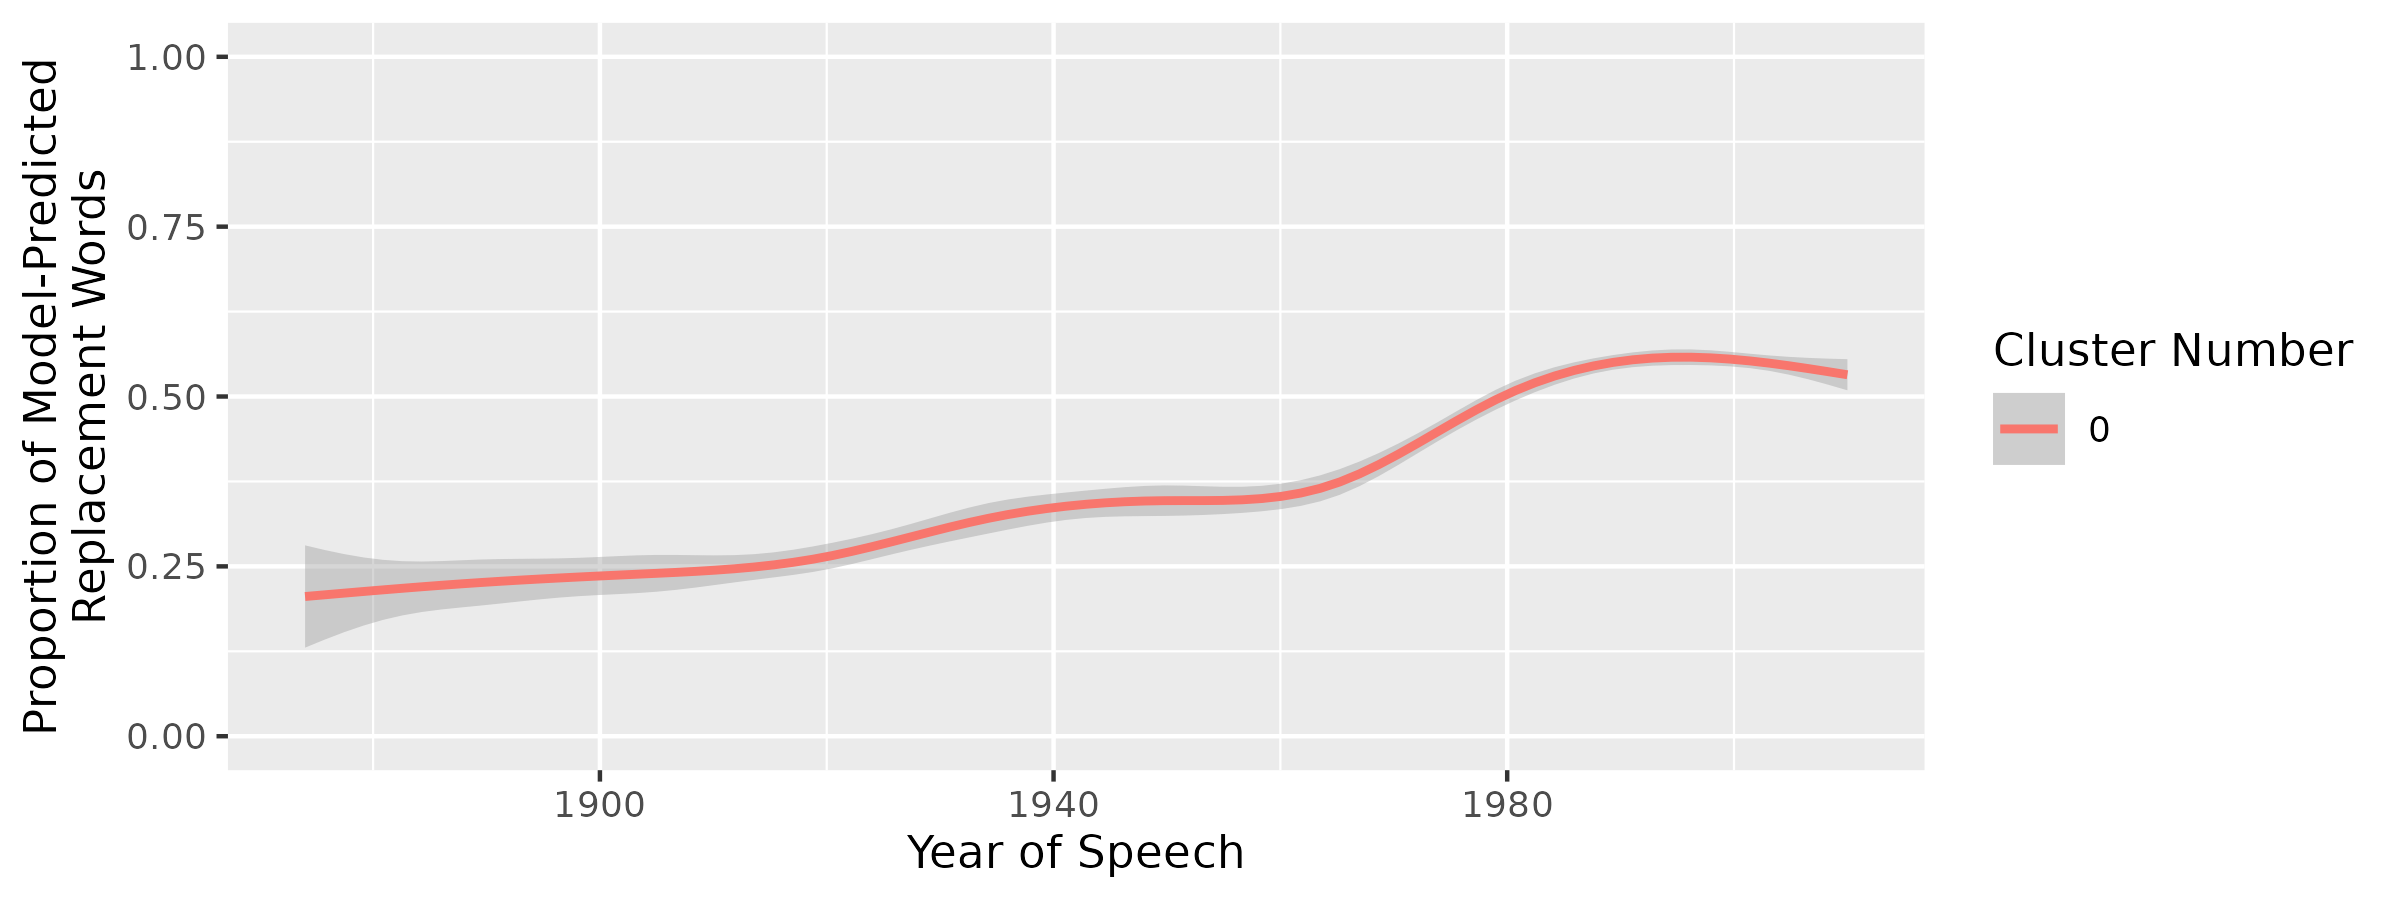 Proportion of Model-Predicted
Replacement Words
1.00
0.75
0.50
0.25
0.00
1900
1940
1980
Year of Speech
Cluster Number
0